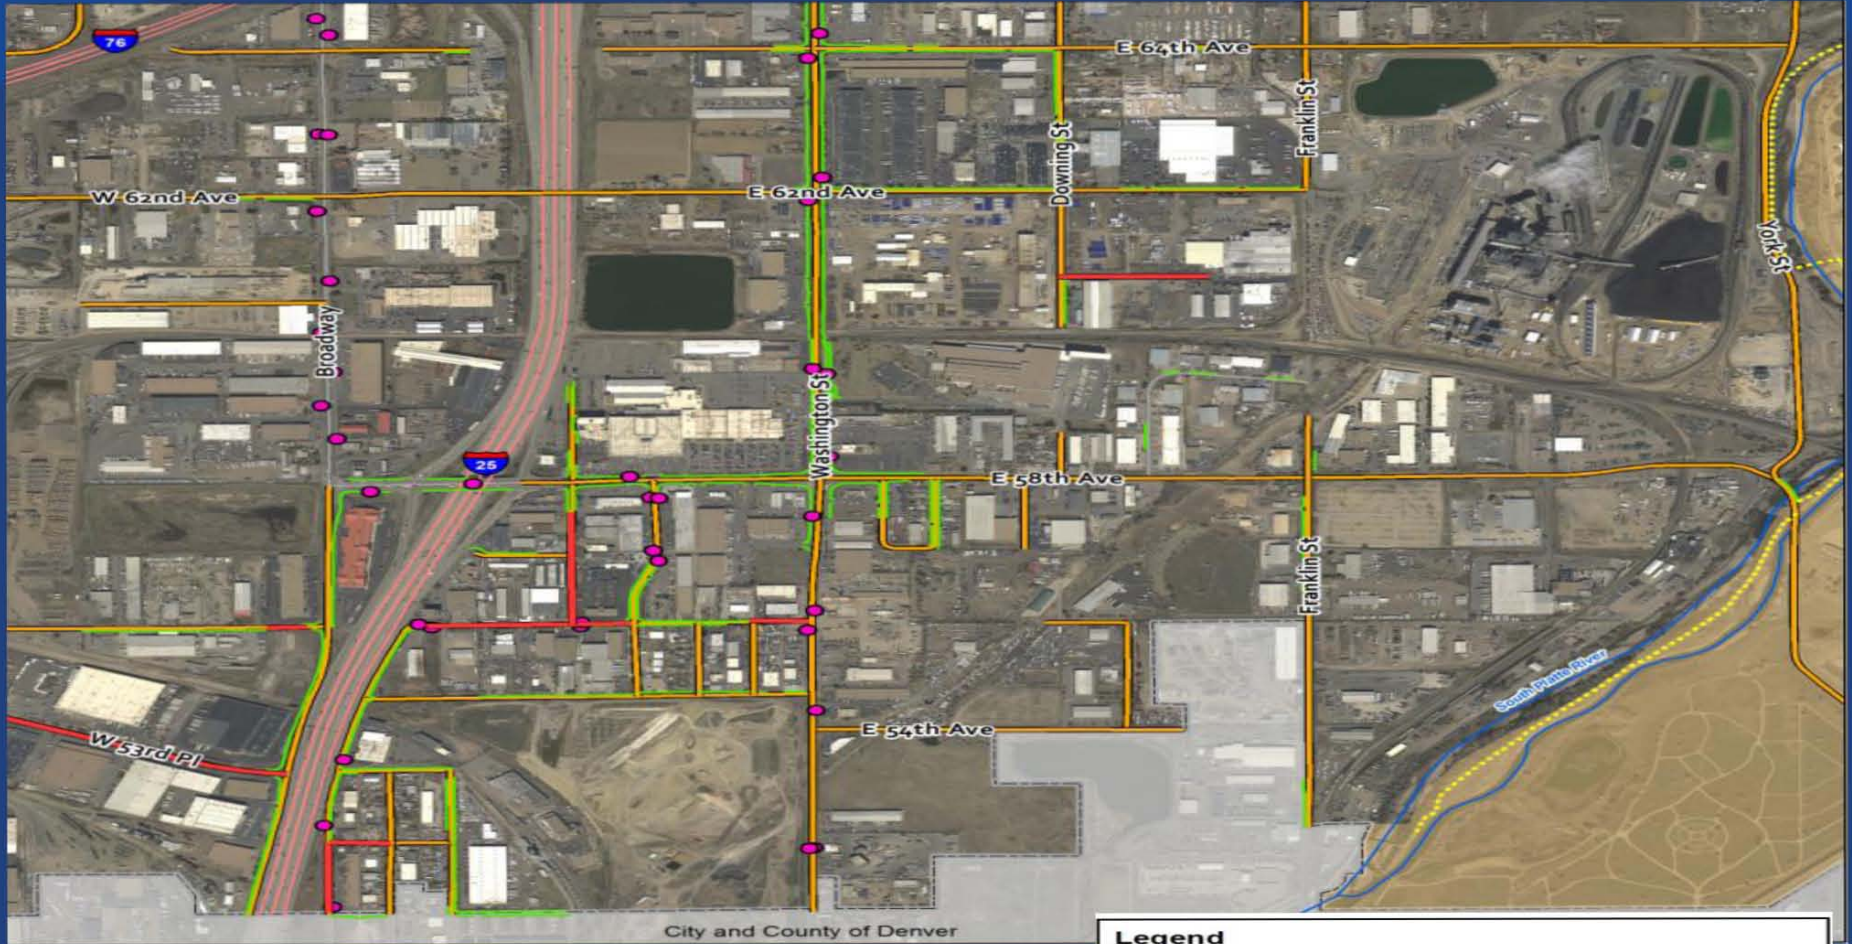 76
E 64th Ave
Franklin St
Downing St
W 62nd Ave
E 62nd Ave
York St
Broadway
Washington St
25
E 58th Ave
Franklin St
South Platte River
E 54th Ave
W 53rd Pl
City and County of Denver
Legend